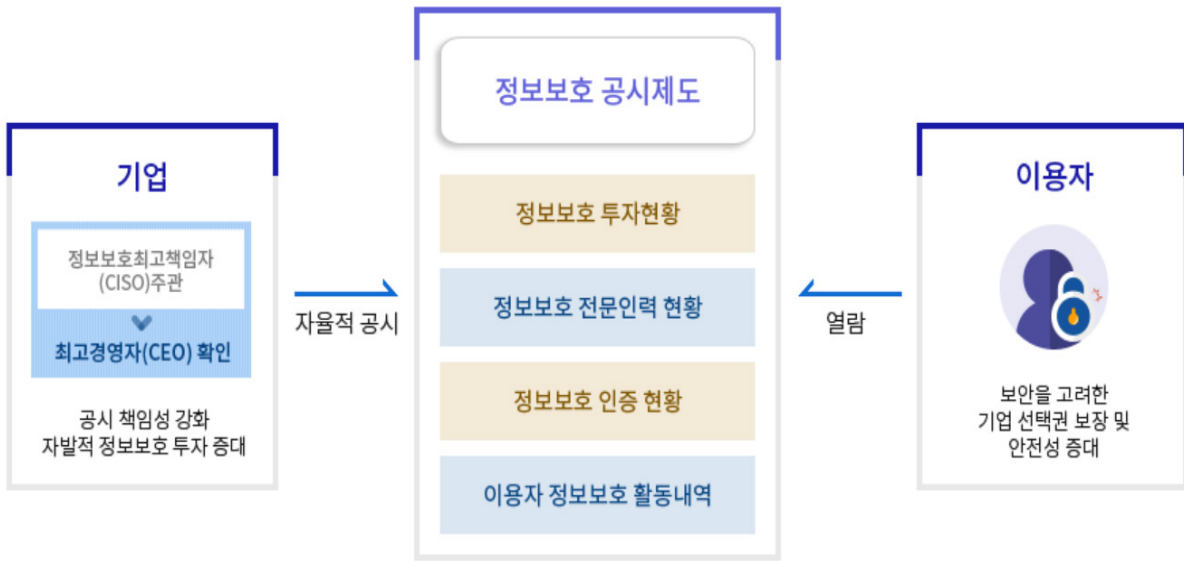 기업
정보보호최고책임자
(CISO)주관
최고경영자(CEO) 확인
공시 책임성 강화
자발적 정보보호 투자 증대
자율적 공시
정보보호 공시제도
정보보호 투자현황
정보보호 전문인력 현황
정보보호 인증 현황
이용자 정보보호 활동내역
열람
이용자
보안을 고려한
기업 선택권 보장 및
안전성 증대